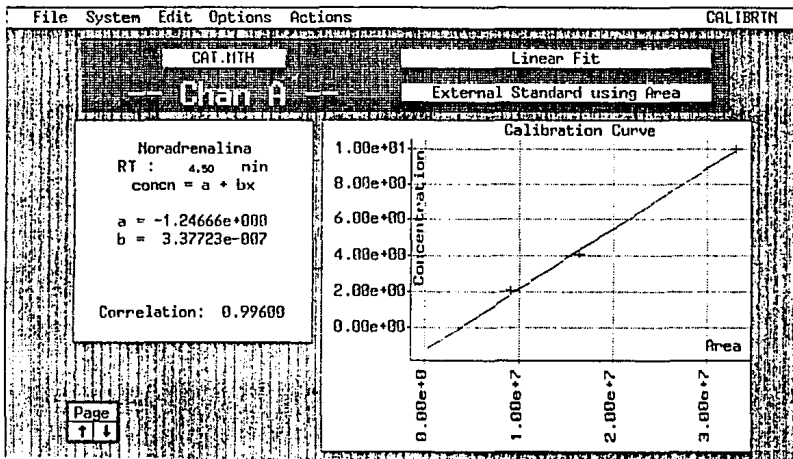 File System Edit Options Actions CALIBRTN
CAT.MTH
Linear Fit
-- Chan A --
External Standard using Area
Noradrenalina
RT : 4.50 min
concn = a + bx
a = -1.24666e+000
b = 3.37723e-007
Correlation: 0.99600
Page
Calibration Curve
Concentration
1.00e+01
8.00e+00
6.00e+00
4.00e+00
2.00e+00
0.00e+00
Area
0.00e+0
1.00e+7
2.00e+7
3.00e+7